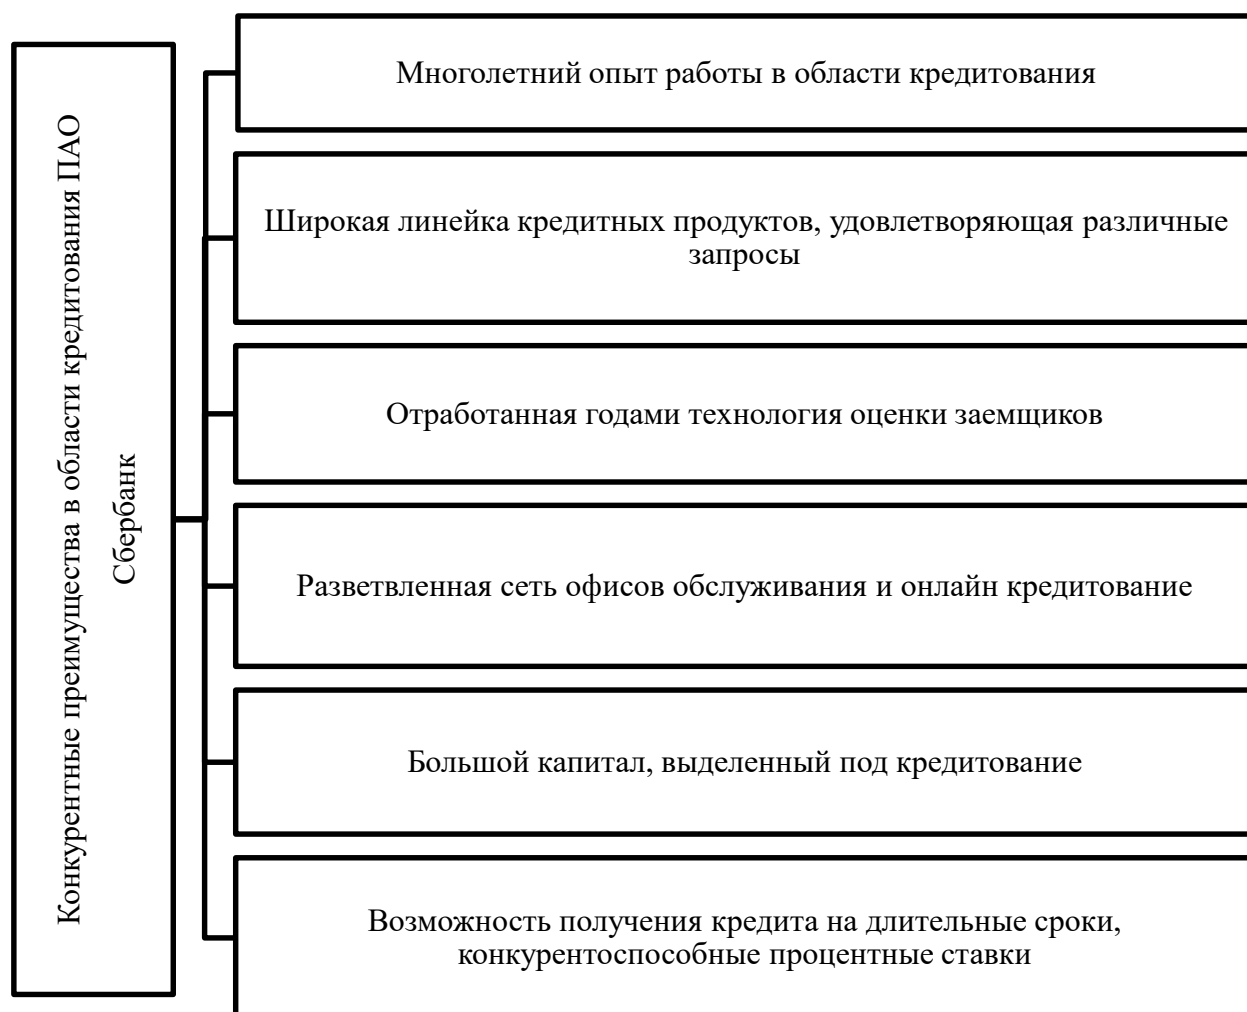 Конкурентные преимущества в области кредитования ПАО
Сбербанк
Многолетний опыт работы в области кредитования
Широкая линейка кредитных продуктов, удовлетворяющая различные
запросы
Отработанная годами технология оценки заемщиков
Разветвленная сеть офисов обслуживания и онлайн кредитование
Большой капитал, выделенный под кредитование
Возможность получения кредита на длительные сроки,
конкурентоспособные процентные ставки